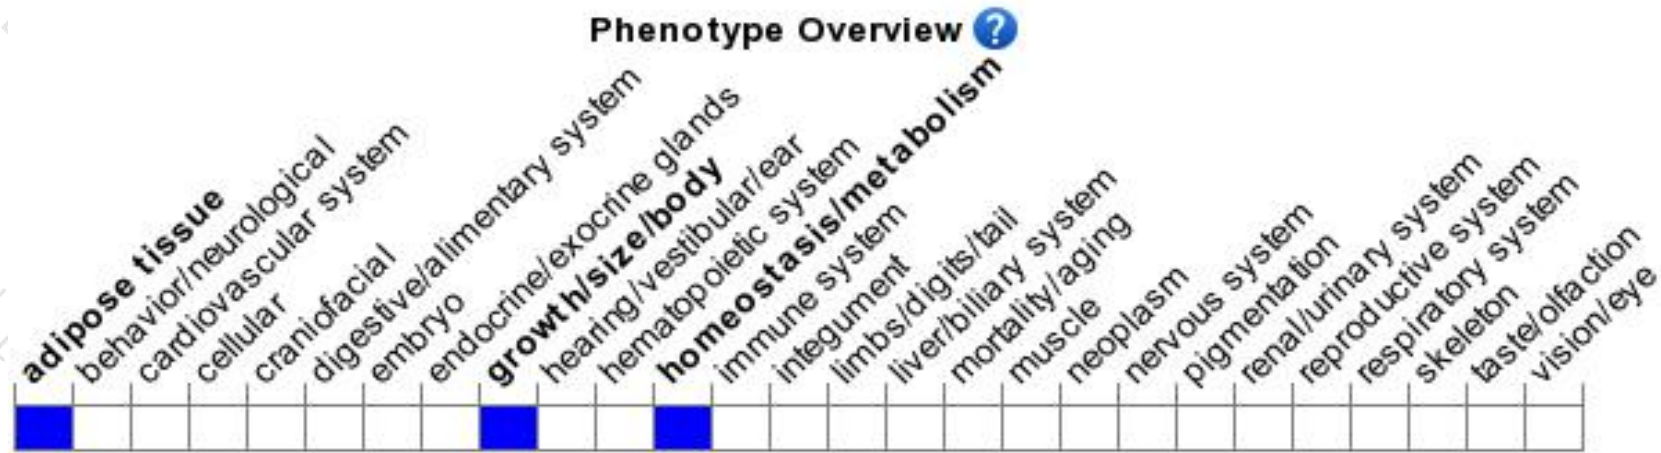 Phenotype Overview ?
adipose tissue
behavior/neurological
cardiovascular system
cellular
craniofacial
digestive/alimentary system
embryo
endocrine/exocrine glands
growth/size/body
hearing/vestibular/ear
hematopoietic system
homeostasis/metabolism
immune system
integument
limbs/digits/tail
liver/biliary system
mortality/aging
muscle
neoplasm
nervous system
pigmentation
renal/urinary system
reproductive system
respiratory system
skeleton
taste/olfaction
vision/eye